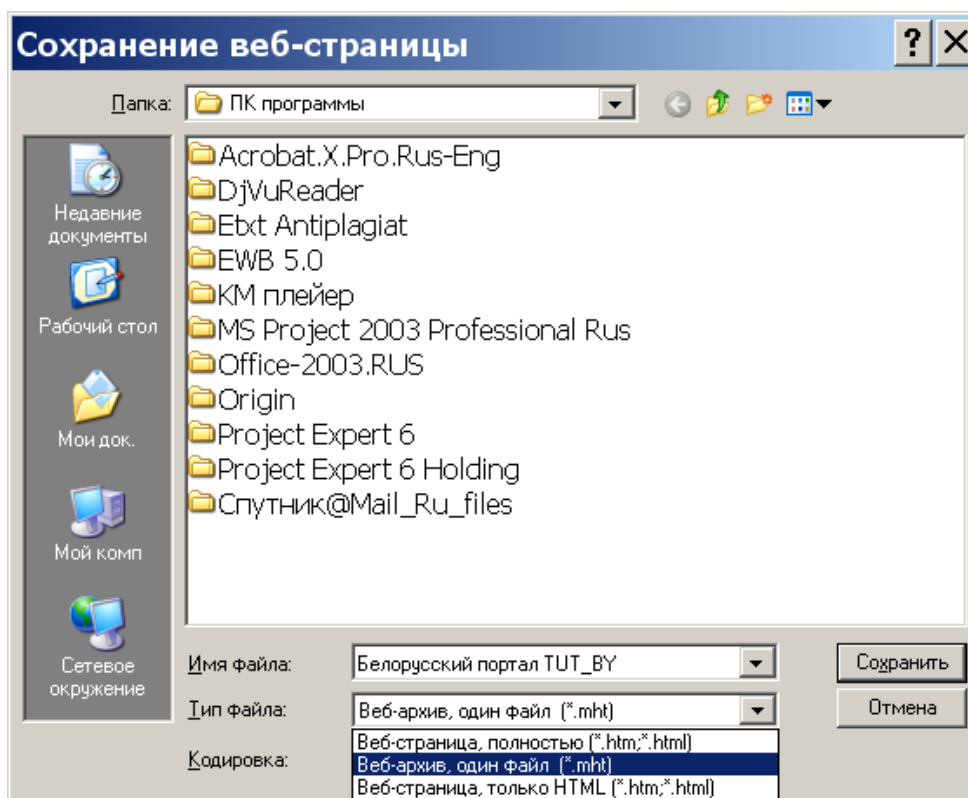 Сохранение веб-страницы
Папка: ПК программы
Недавние
документы
Рабочий стол
Мои док.
Мой комп
Сетевое
окружение
Acrobat.X.Pro.Rus-Eng
DjVuReader
Etxt Antiplagiat
EWB 5.0
КМ плейер
MS Project 2003 Professional Rus
Office-2003.RUS
Origin
Project Expert 6
Project Expert 6 Holding
Спутник@Mail_Ru_files
Имя файла: Белорусский портал TUT_BY Сохранить
Тип файла: Веб-архив, один файл (*.mht) Отмена
Кодировка:
Веб-страница, полностью (*.htm;*.html)
Веб-архив, один файл (*.mht)
Веб-страница, только HTML (*.htm;*.html)